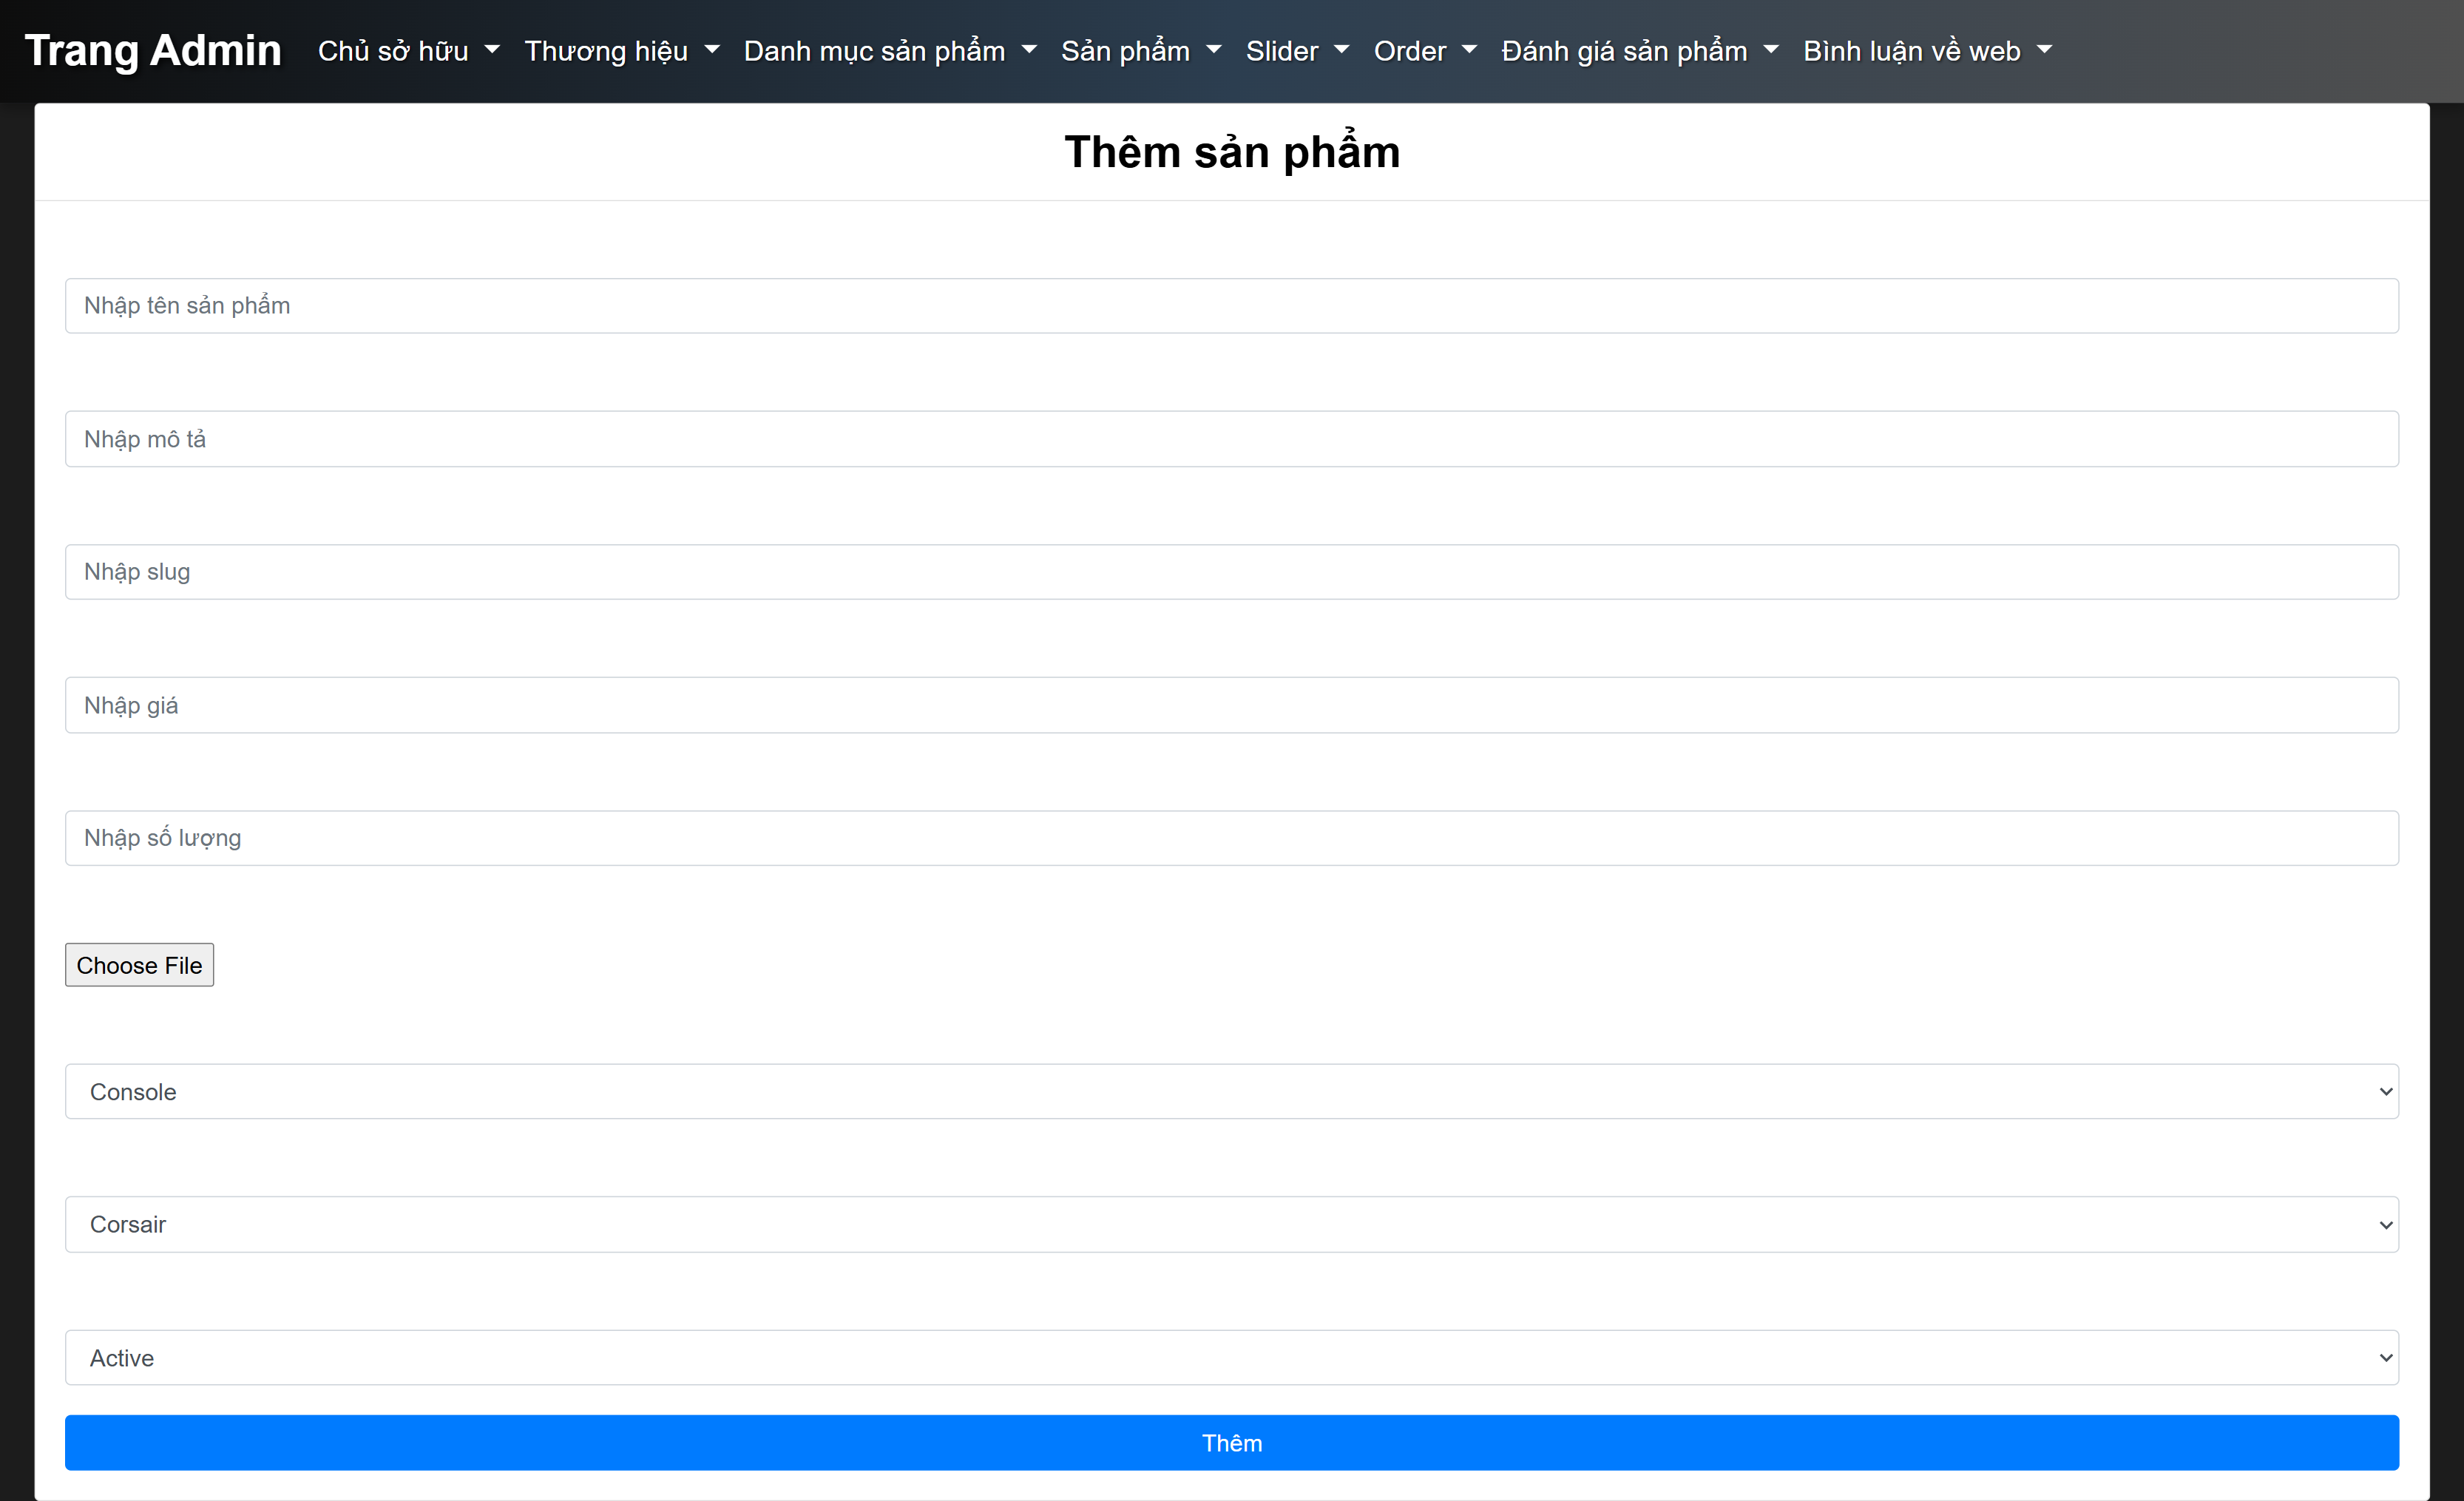 Trang Admin Chủ sở hữu Thương hiệu Danh mục sản phẩm Sản phẩm Slider Order Đánh giá sản phẩm Bình luận về web
Thêm sản phẩm
Nhập tên sản phẩm
Nhập mô tả
Nhập slug
Nhập giá
Nhập số lượng
Choose File
Console
Corsair
Active
Thêm